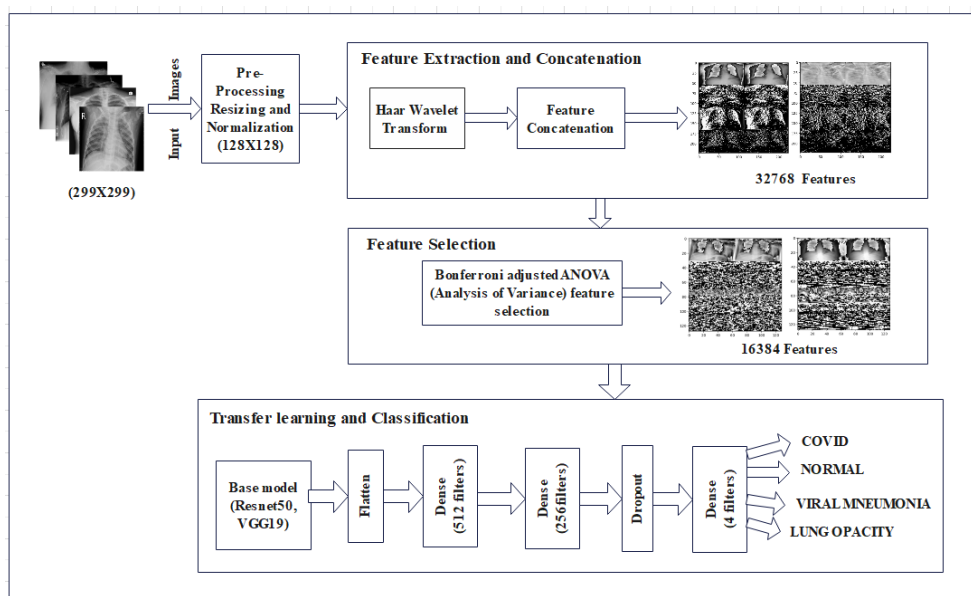 Input Images
(299X299)
Pre-
Processing
Resizing and
Normalization
(128X128)
Feature Extraction and Concatenation
Haar Wavelet
Transform
Feature
Concatenation
32768 Features
Feature Selection
Bonferroni adjusted ANOVA
(Analysis of Variance) feature
selection
16384 Features
Transfer learning and Classification
Base model
(Resnet50,
VGG19)
Flatten
Dense
(512 filters)
Dense
(256filters)
Dropout
Dense
(4 filters)
COVID
NORMAL
VIRAL MNEUMONIA
LUNG OPACITY